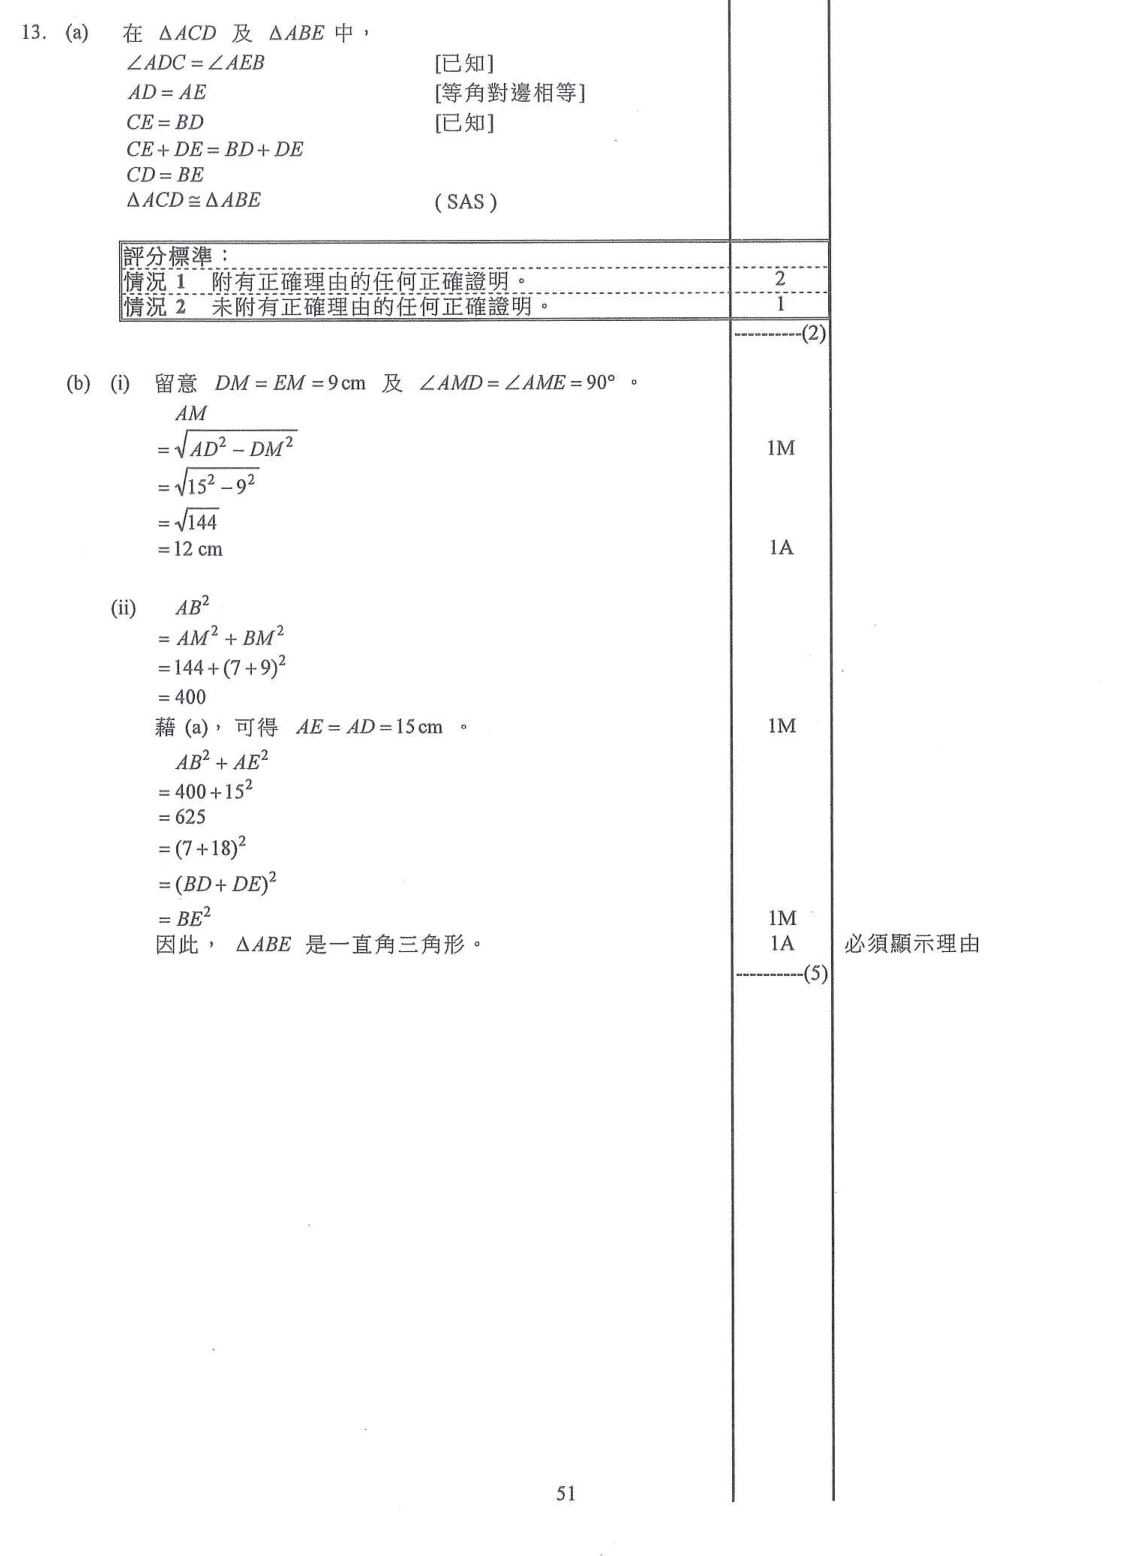 13. (a) 在 ΔACD 及 ΔABE 中，
∠ADC = ∠AEB [已知]
AD = AE [等角對邊相等]
CE = BD [已知]
CE + DE = BD + DE
CD = BE
ΔACD ≅ ΔABE ( SAS )
評分標準：
情況 1 附有正確理由的任何正確證明。 2
情況 2 未附有正確理由的任何正確證明。 1
----------(2)
(b) (i) 留意 DM = EM = 9 cm 及 ∠AMD = ∠AME = 90° 。
AM
= √(AD² − DM²) 1M
= √(15² − 9²)
= √144
= 12 cm 1A
(ii) AB²
= AM² + BM²
= 144 + (7 + 9)²
= 400
藉 (a)，可得 AE = AD = 15 cm 。 1M
AB² + AE²
= 400 + 15²
= 625
= (7 + 18)²
= (BD + DE)²
= BE² 1M
因此， ΔABE 是一直角三角形。 1A 必須顯示理由
----------(5)
51